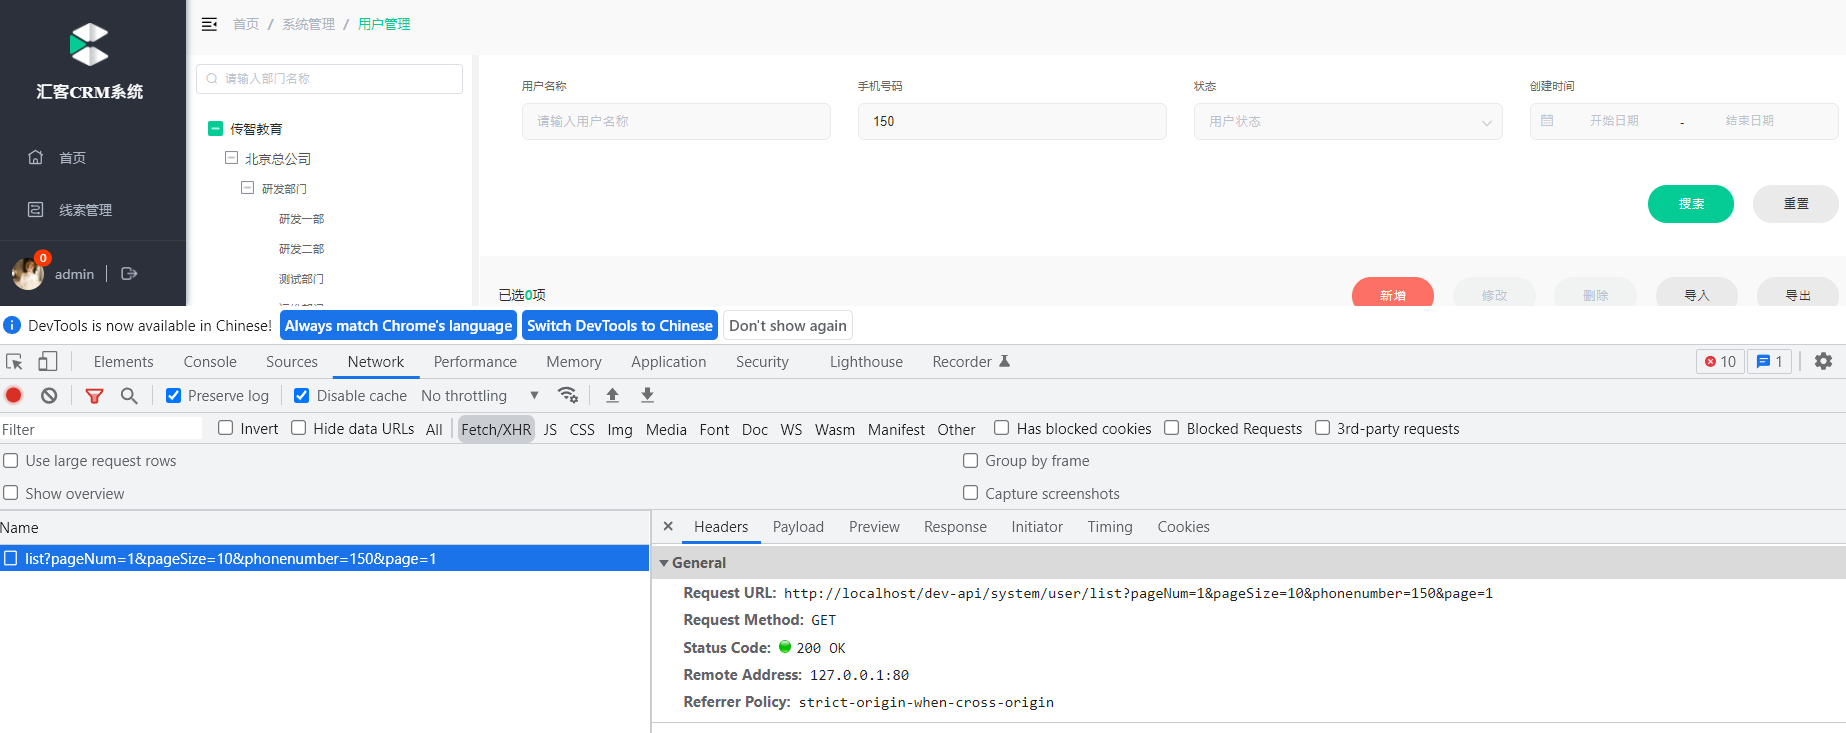 首页 / 系统管理 / 用户管理
汇客CRM系统
首页
线索管理
0
admin
请输入部门名称
传智教育
北京总公司
研发部门
研发一部
研发二部
测试部门
用户名称
手机号码
状态
创建时间
请输入用户名称
150
用户状态
开始日期 - 结束日期
搜索 重置
已选0项
新增 修改 删除 导入 导出
DevTools is now available in Chinese! Always match Chrome's language Switch DevTools to Chinese Don't show again
Elements Console Sources Network Performance Memory Application Security Lighthouse Recorder 10 1
Preserve log Disable cache No throttling
Filter Invert Hide data URLs All Fetch/XHR JS CSS Img Media Font Doc WS Wasm Manifest Other Has blocked cookies Blocked Requests 3rd-party requests
Use large request rows Group by frame
Show overview Capture screenshots
Name
list?pageNum=1&pageSize=10&phonenumber=150&page=1
Headers Payload Preview Response Initiator Timing Cookies
General
Request URL: http://localhost/dev-api/system/user/list?pageNum=1&pageSize=10&phonenumber=150&page=1
Request Method: GET
Status Code: 200 OK
Remote Address: 127.0.0.1:80
Referrer Policy: strict-origin-when-cross-origin